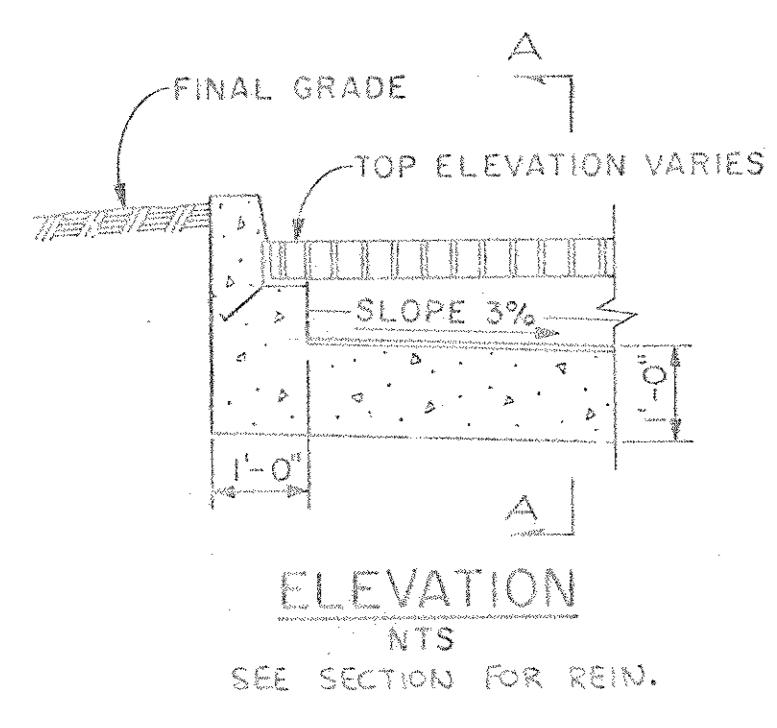 A
FINAL GRADE
TOP ELEVATION VARIES
SLOPE 3%
1'-0"
1'-0"
A
ELEVATION
NTS
SEE SECTION FOR REIN.